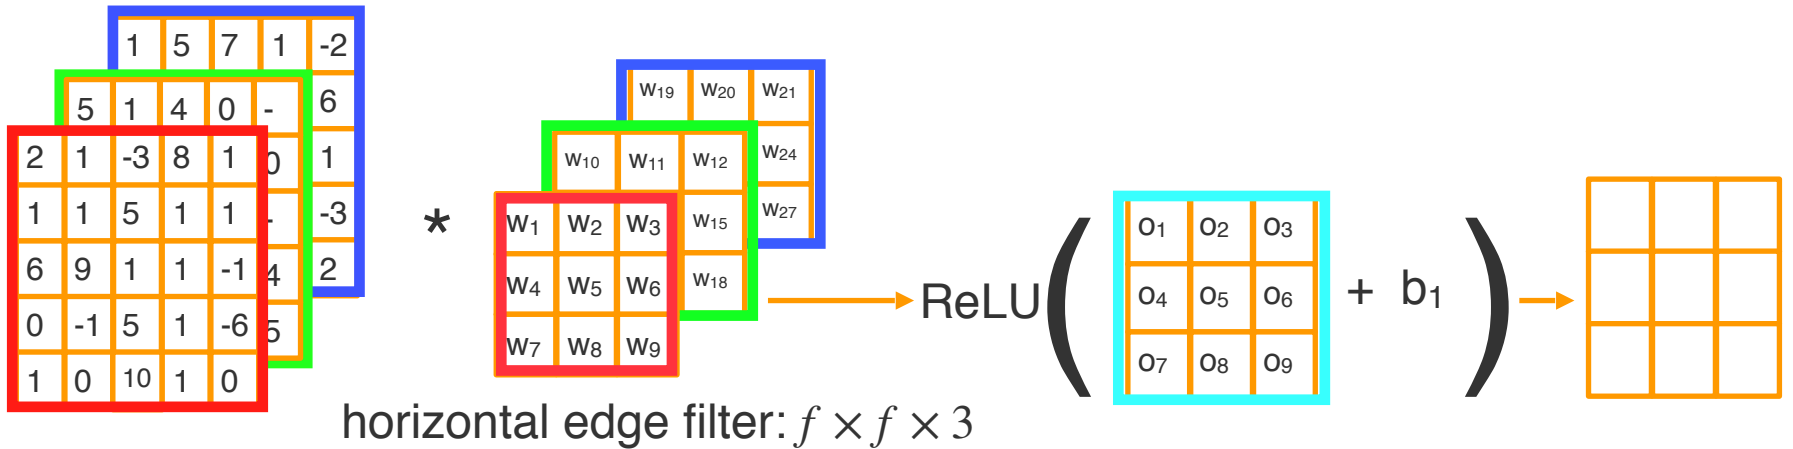 1 5 7 1 -2
6
1
-3
2
5 1 4 0 -
0
-
4
5
2 1 -3 8 1
1 1 5 1 1
6 9 1 1 -1
0 -1 5 1 -6
1 0 10 1 0
*
w19 w20 w21
w24
w27
w10 w11 w12
w15
w18
w1 w2 w3
w4 w5 w6
w7 w8 w9
horizontal edge filter: f × f × 3
ReLU(
o1 o2 o3
o4 o5 o6
o7 o8 o9
+ b1 )